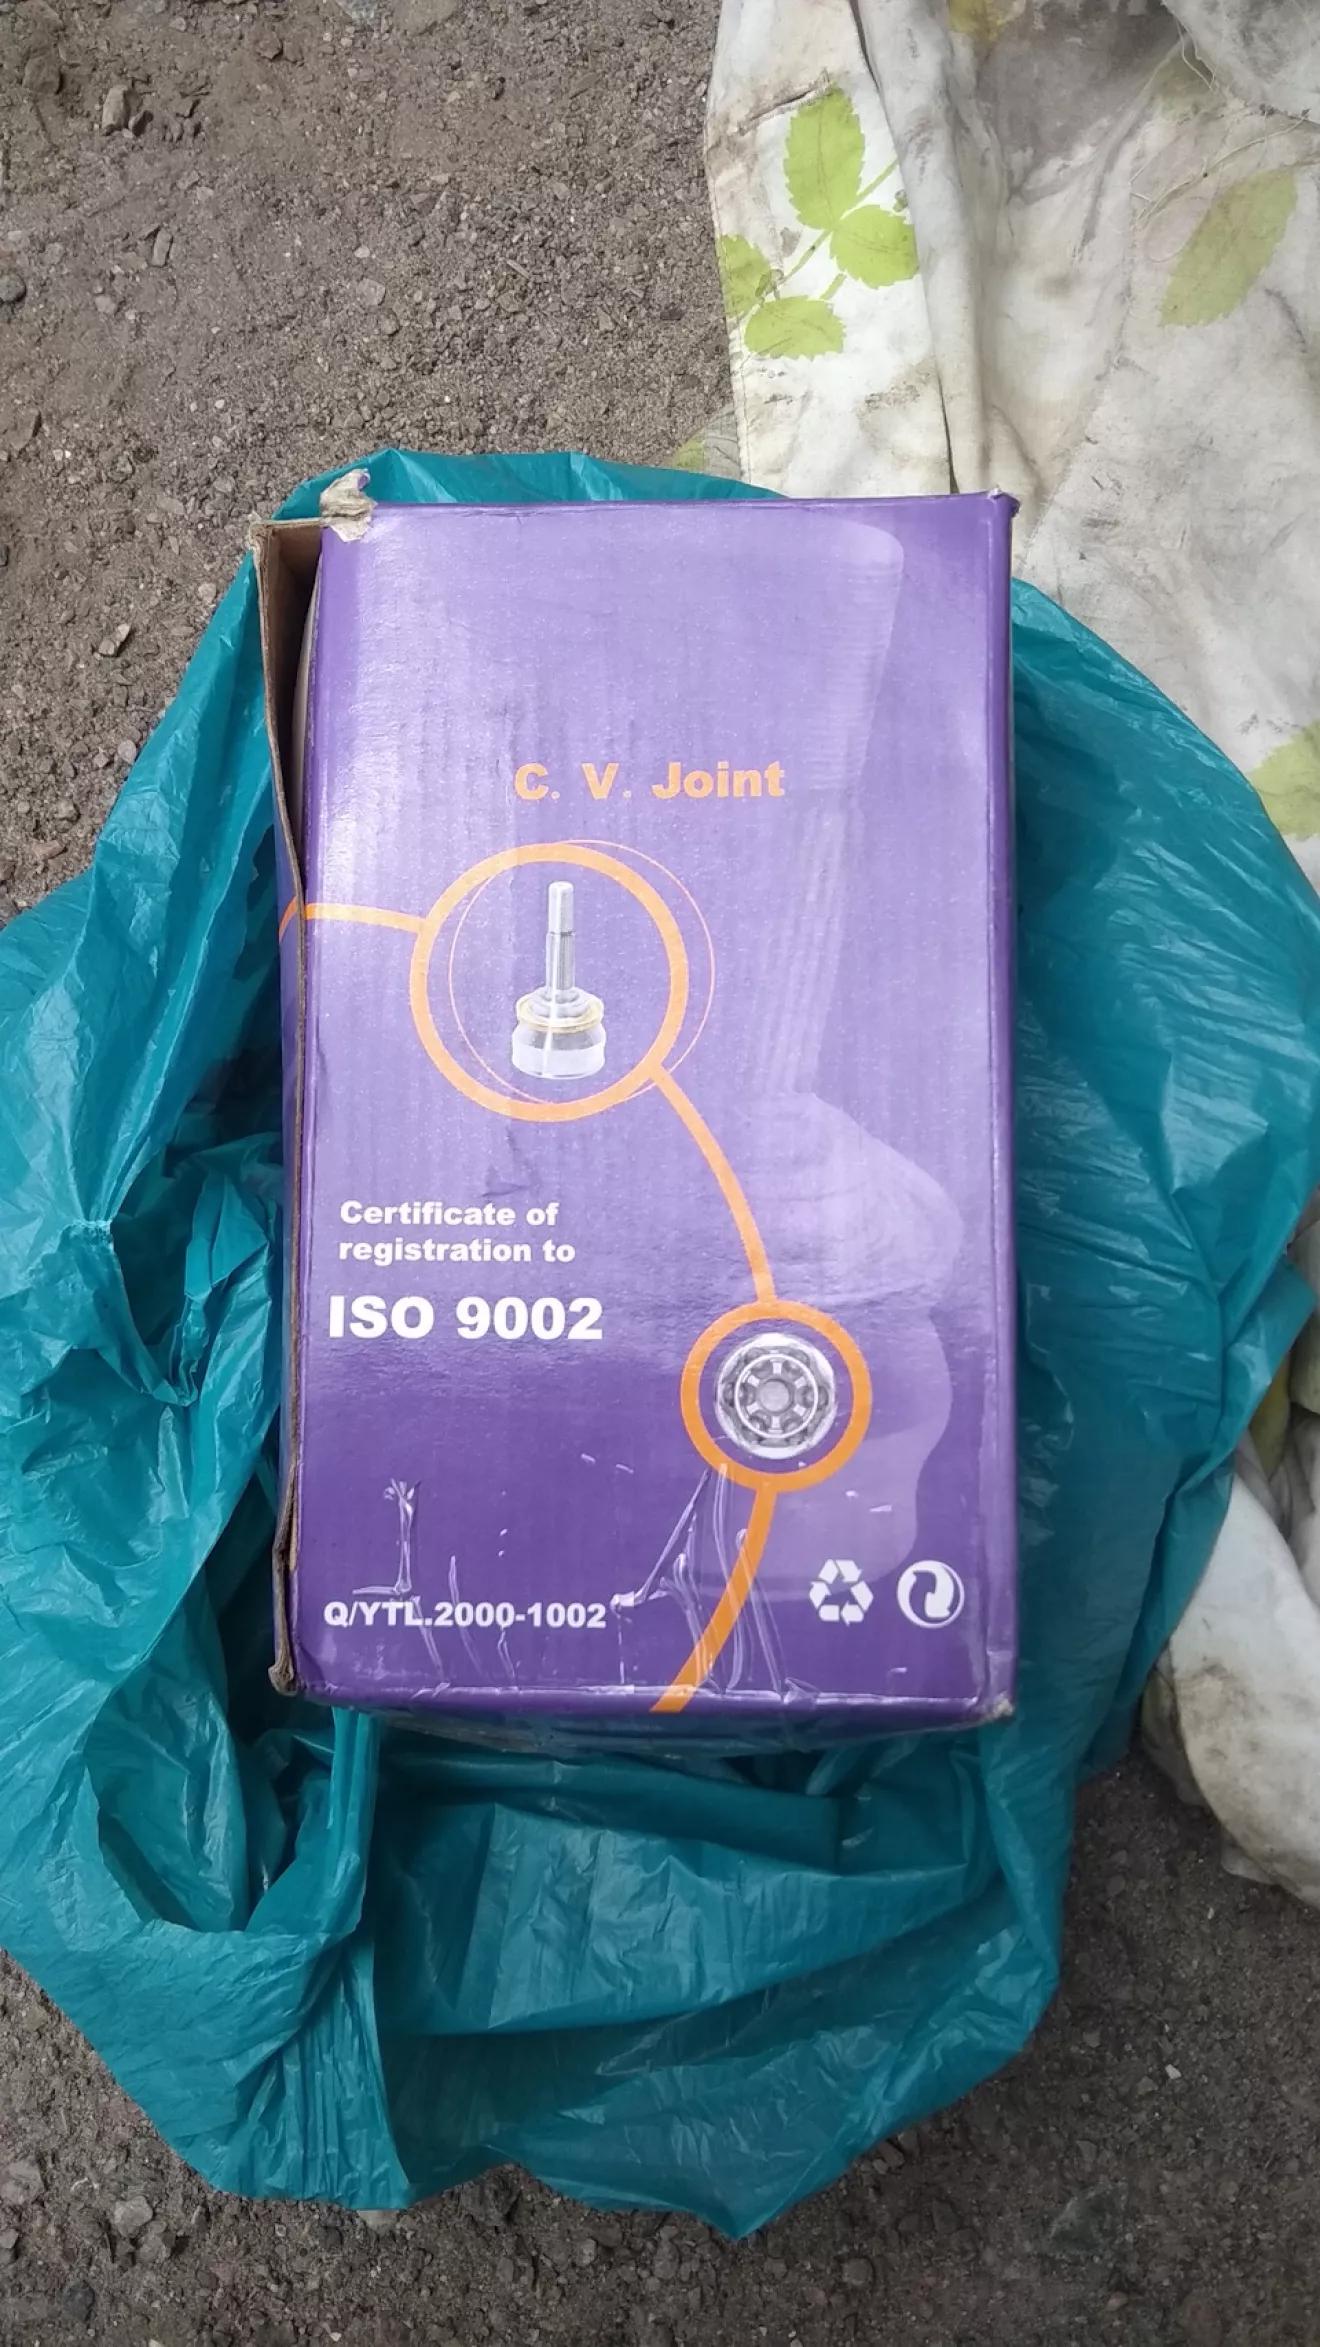 C. V. Joint
Certificate of
registration to
ISO 9002
Q/YTL.2000-1002